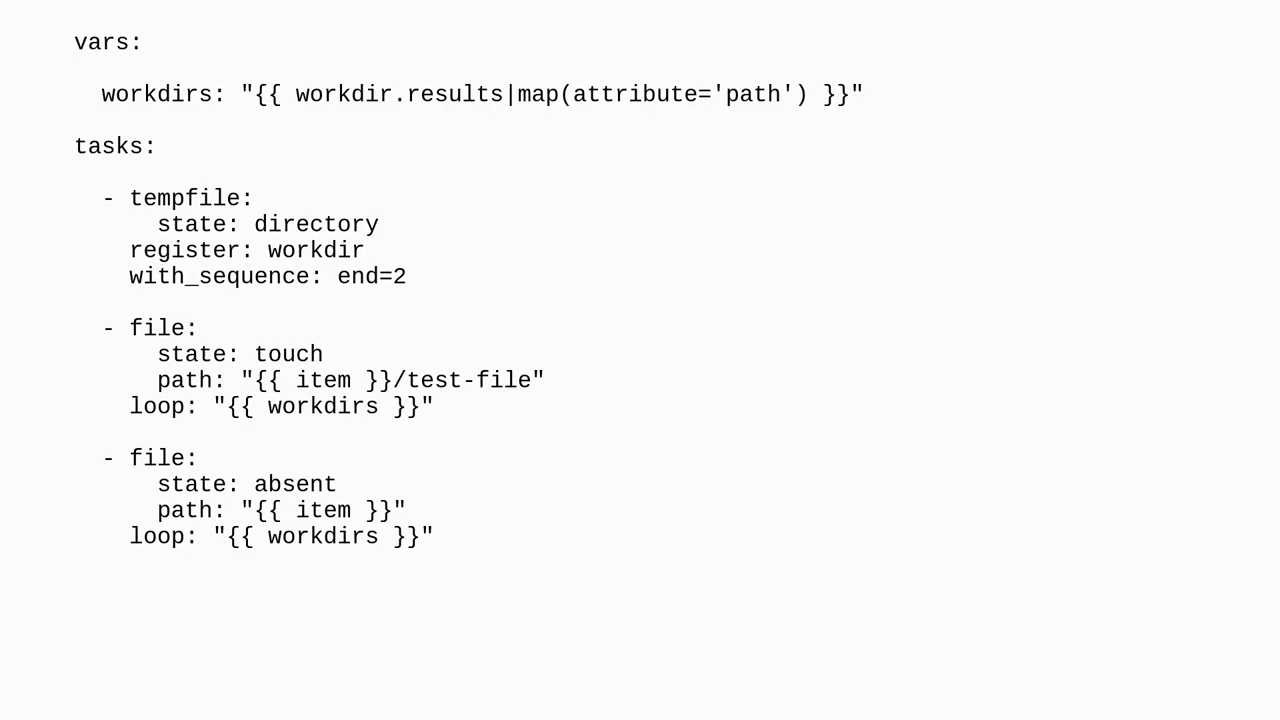 vars:
  workdirs: "{{ workdir.results|map(attribute='path') }}"
tasks:
  - tempfile:
      state: directory
    register: workdir
    with_sequence: end=2
  - file:
      state: touch
      path: "{{ item }}/test-file"
    loop: "{{ workdirs }}"
  - file:
      state: absent
      path: "{{ item }}"
    loop: "{{ workdirs }}"